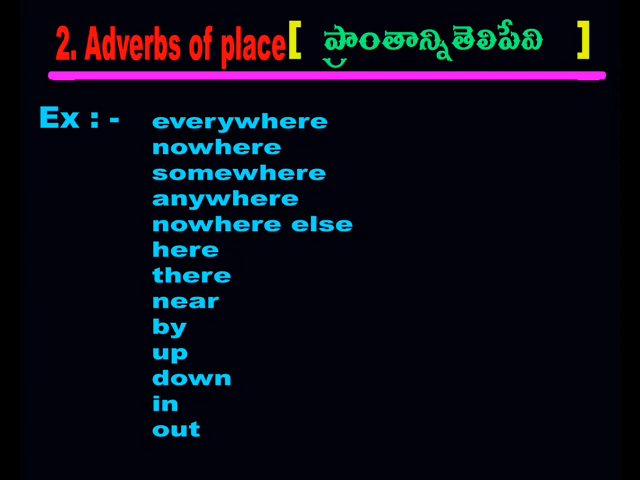 2. Adverbs of place [ ప్రాంతాన్నితెలిపేవి ]
Ex : - everywhere
nowhere
somewhere
anywhere
nowhere else
here
there
near
by
up
down
in
out